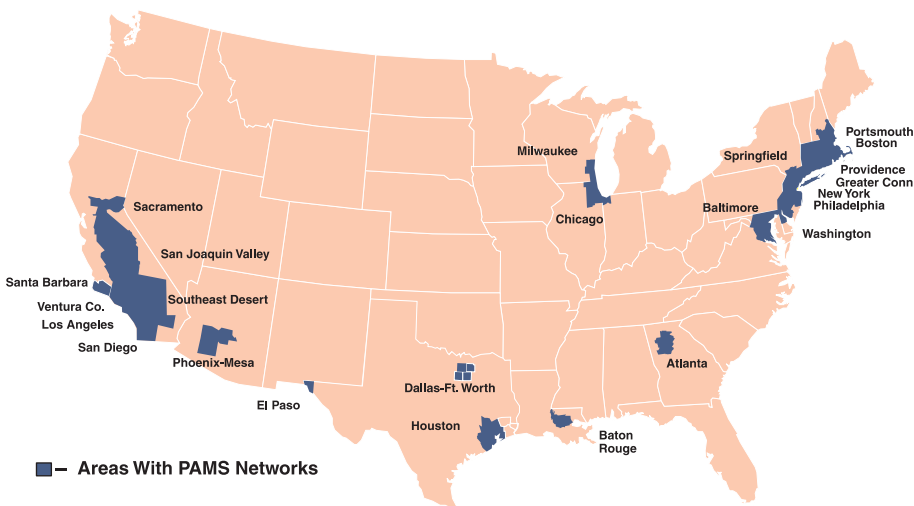 Portsmouth
Boston
Milwaukee
Springfield
Providence
Greater Conn
New York
Philadelphia
Baltimore
Sacramento
Chicago
Washington
San Joaquin Valley
Santa Barbara
Southeast Desert
Ventura Co.
Los Angeles
San Diego
Phoenix-Mesa
Atlanta
Dallas-Ft. Worth
El Paso
Houston
Baton
Rouge
– Areas With PAMS Networks